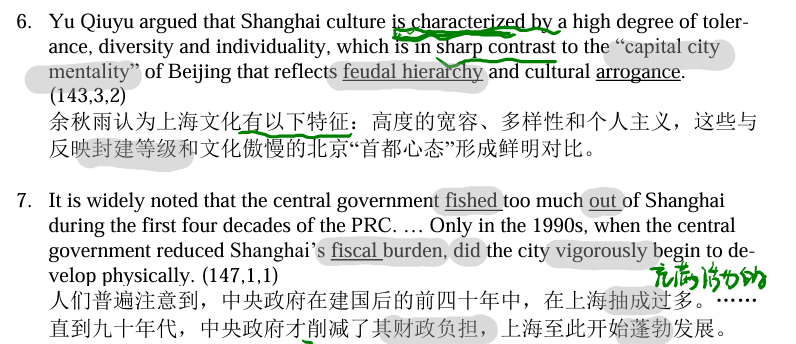 6. Yu Qiuyu argued that Shanghai culture is characterized by a high degree of toler-
ance, diversity and individuality, which is in sharp contrast to the “capital city
mentality” of Beijing that reflects feudal hierarchy and cultural arrogance.
(143,3,2)
余秋雨认为上海文化有以下特征：高度的宽容、多样性和个人主义，这些与
反映封建等级和文化傲慢的北京“首都心态”形成鲜明对比。
7. It is widely noted that the central government fished too much out of Shanghai
during the first four decades of the PRC. … Only in the 1990s, when the central
government reduced Shanghai’s fiscal burden, did the city vigorously begin to de-
velop physically. (147,1,1)
充满活力的
人们普遍注意到，中央政府在建国后的前四十年中，在上海抽成过多。……
直到九十年代，中央政府才削减了其财政负担，上海至此开始蓬勃发展。